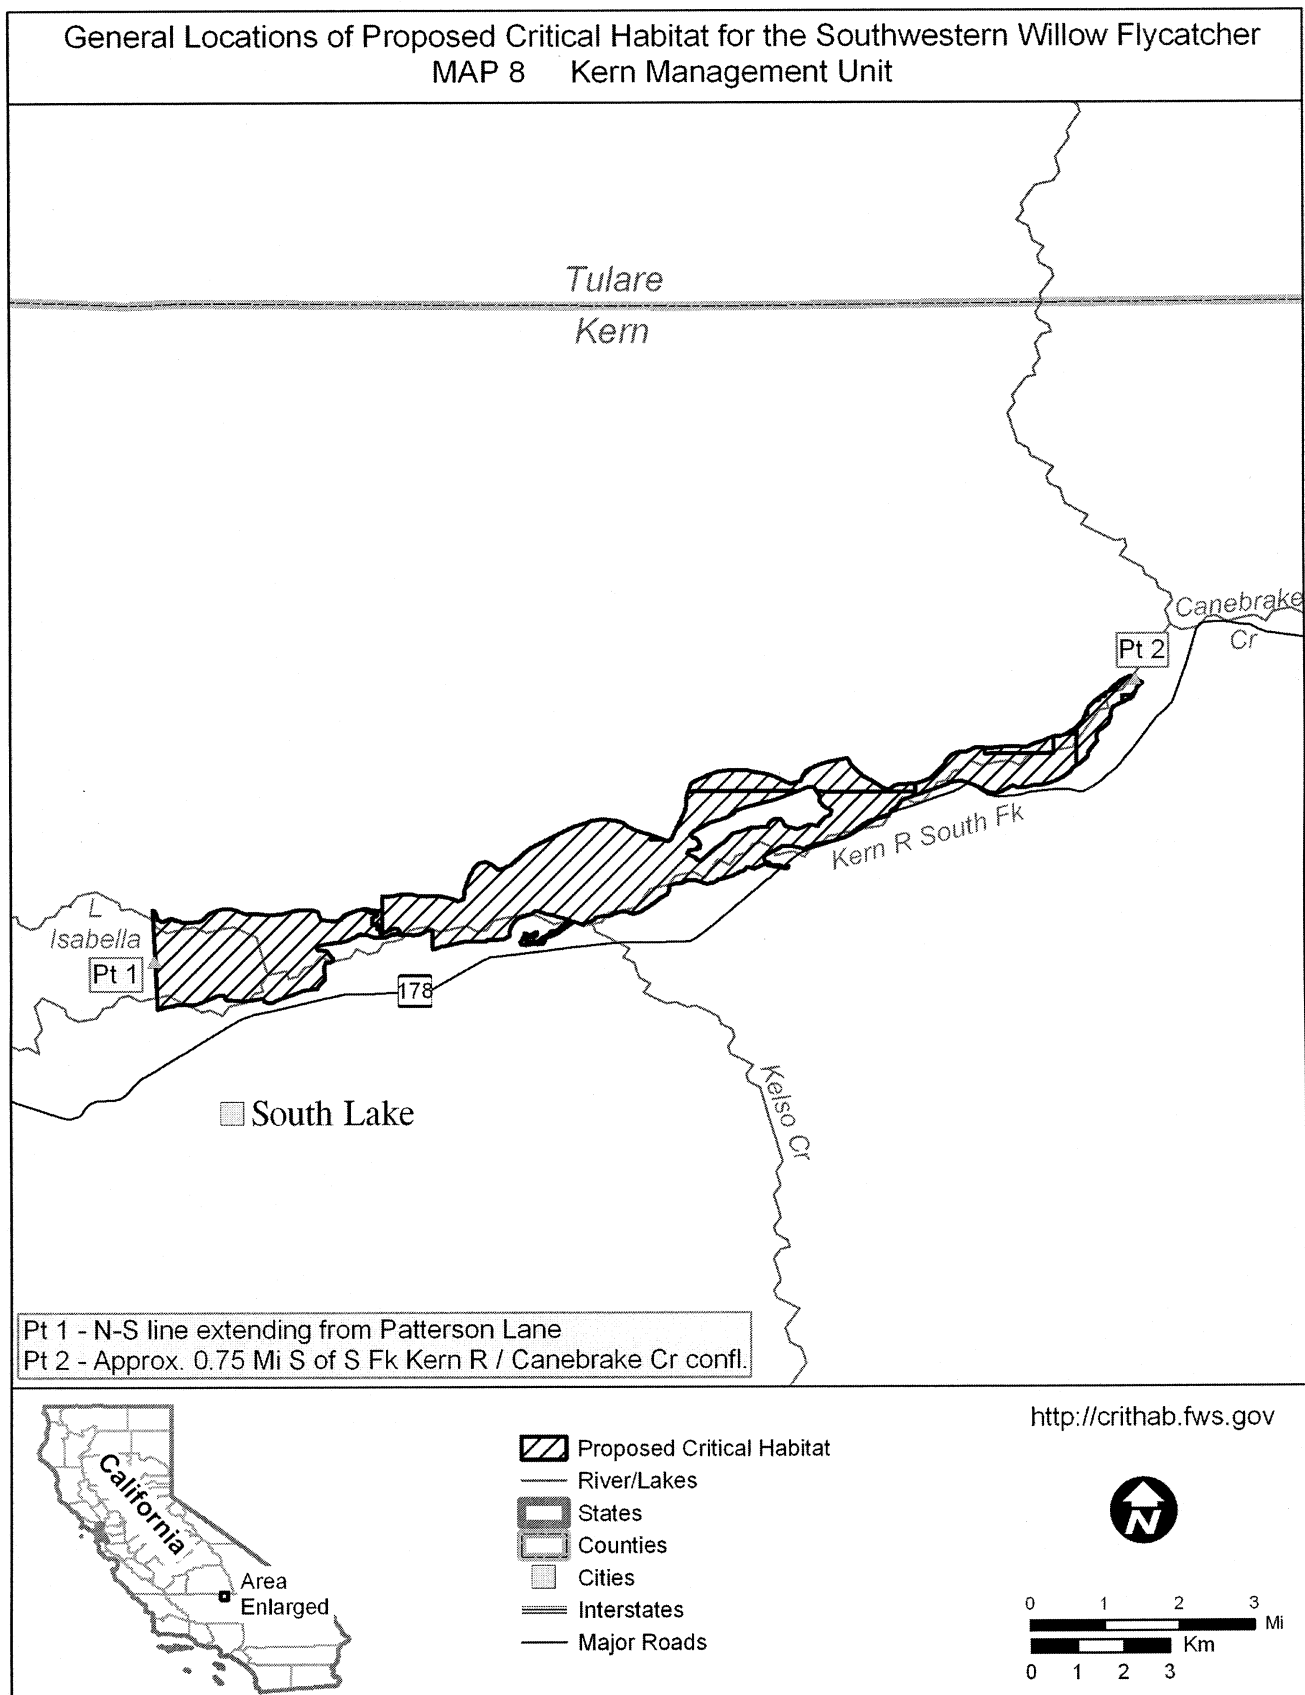 General Locations of Proposed Critical Habitat for the Southwestern Willow Flycatcher
MAP 8 Kern Management Unit
Tulare
Kern
Canebrake
Cr
Pt 2
Kern R South Fk
L
Isabella
Pt 1
178
South Lake
Kelso Cr
Pt 1 - N-S line extending from Patterson Lane
Pt 2 - Approx. 0.75 Mi S of S Fk Kern R / Canebrake Cr confl.
California
Area
Enlarged
Proposed Critical Habitat
River/Lakes
States
Counties
Cities
Interstates
Major Roads
http://crithab.fws.gov
N
0 1 2 3
Mi
Km
0 1 2 3